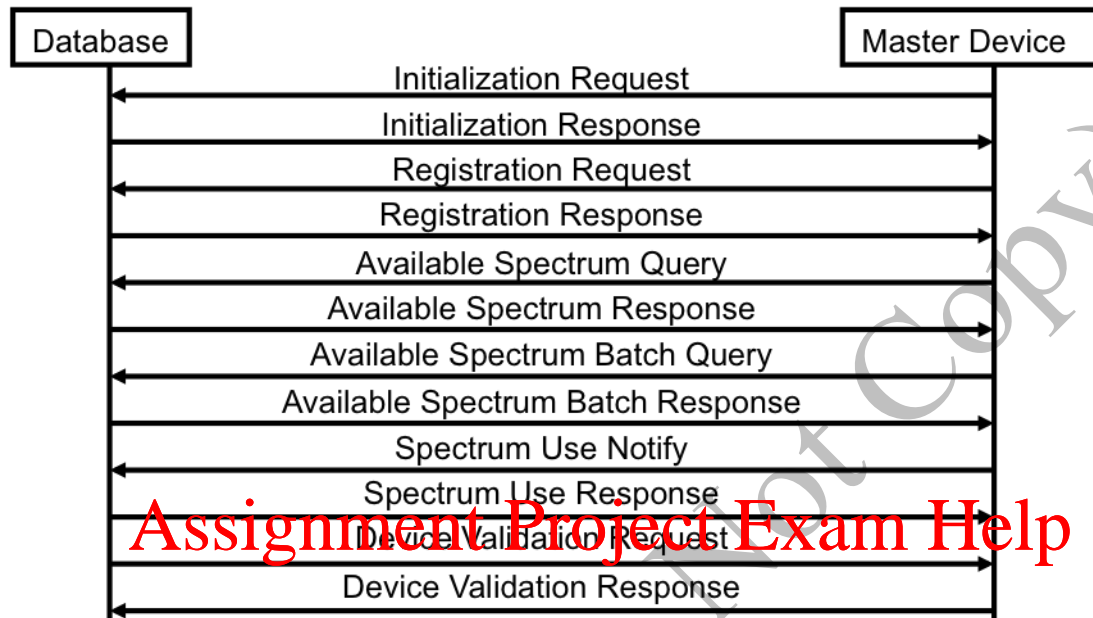 Database
Master Device
Initialization Request
Initialization Response
Registration Request
Registration Response
Available Spectrum Query
Available Spectrum Response
Available Spectrum Batch Query
Available Spectrum Batch Response
Spectrum Use Notify
Spectrum Use Response
Assignment Project Exam Help
Device Validation Request
Device Validation Response
Not Copy